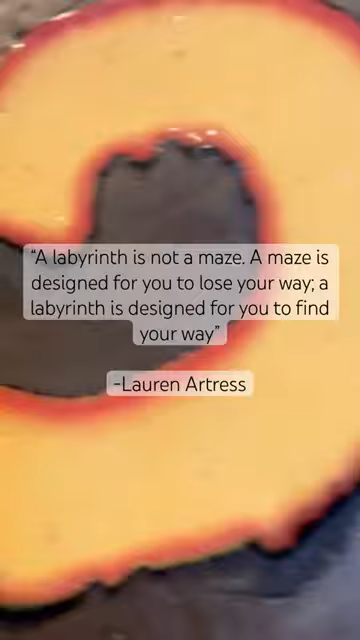 “A labyrinth is not a maze. A maze is
designed for you to lose your way; a
labyrinth is designed for you to find
your way”
-Lauren Artress